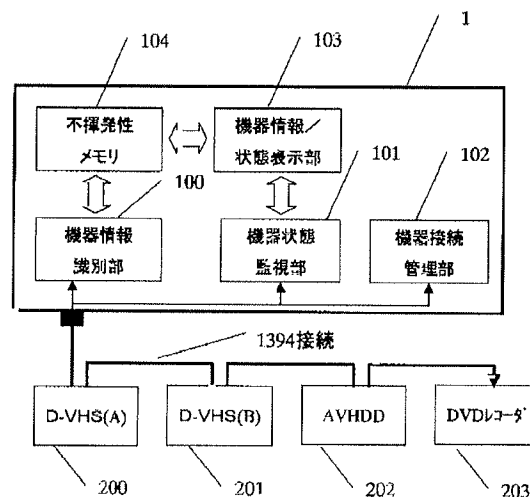 104
103
1
不揮発性
メモリ
機器情報/
状態表示部
100
101
102
機器情報
識別部
機器状態
監視部
機器接続
管理部
1394接続
D-VHS(A)
D-VHS(B)
AVHDD
DVDレコーダ
200
201
202
203